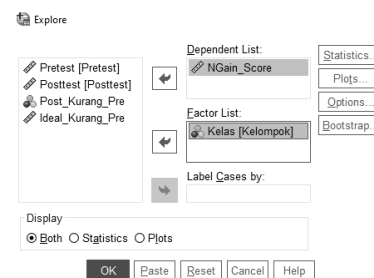 Explore
Dependent List:
Pretest [Pretest]
Posttest [Posttest]
Post_Kurang_Pre
Ideal_Kurang_Pre
NGain_Score
Factor List:
Kelas [Kelompok]
Label Cases by:
Statistics...
Plots...
Options...
Bootstrap...
Display
Both Statistics Plots
OK Paste Reset Cancel Help